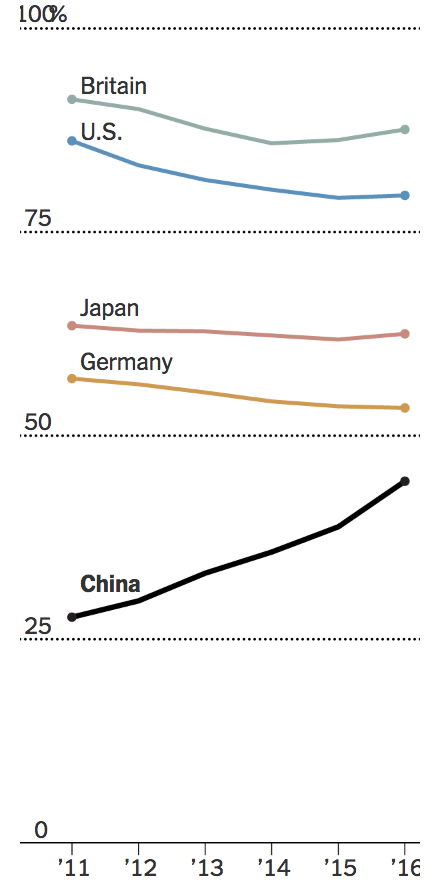 100%
Britain
U.S.
75
Japan
Germany
50
China
25
0
’11 ’12 ’13 ’14 ’15 ’16